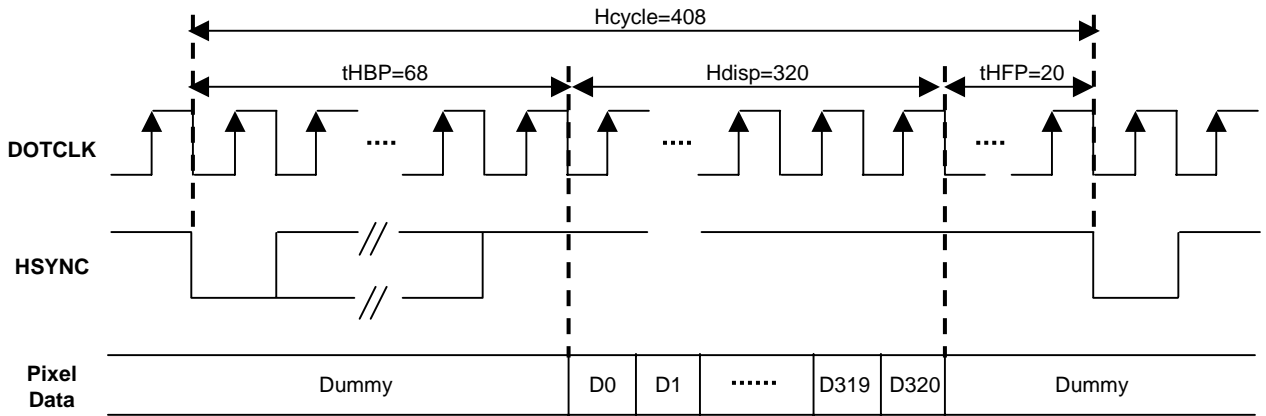 Hcycle=408
tHBP=68
Hdisp=320
tHFP=20
DOTCLK
HSYNC
Pixel
Data
Dummy
D0
D1
D319
D320
Dummy